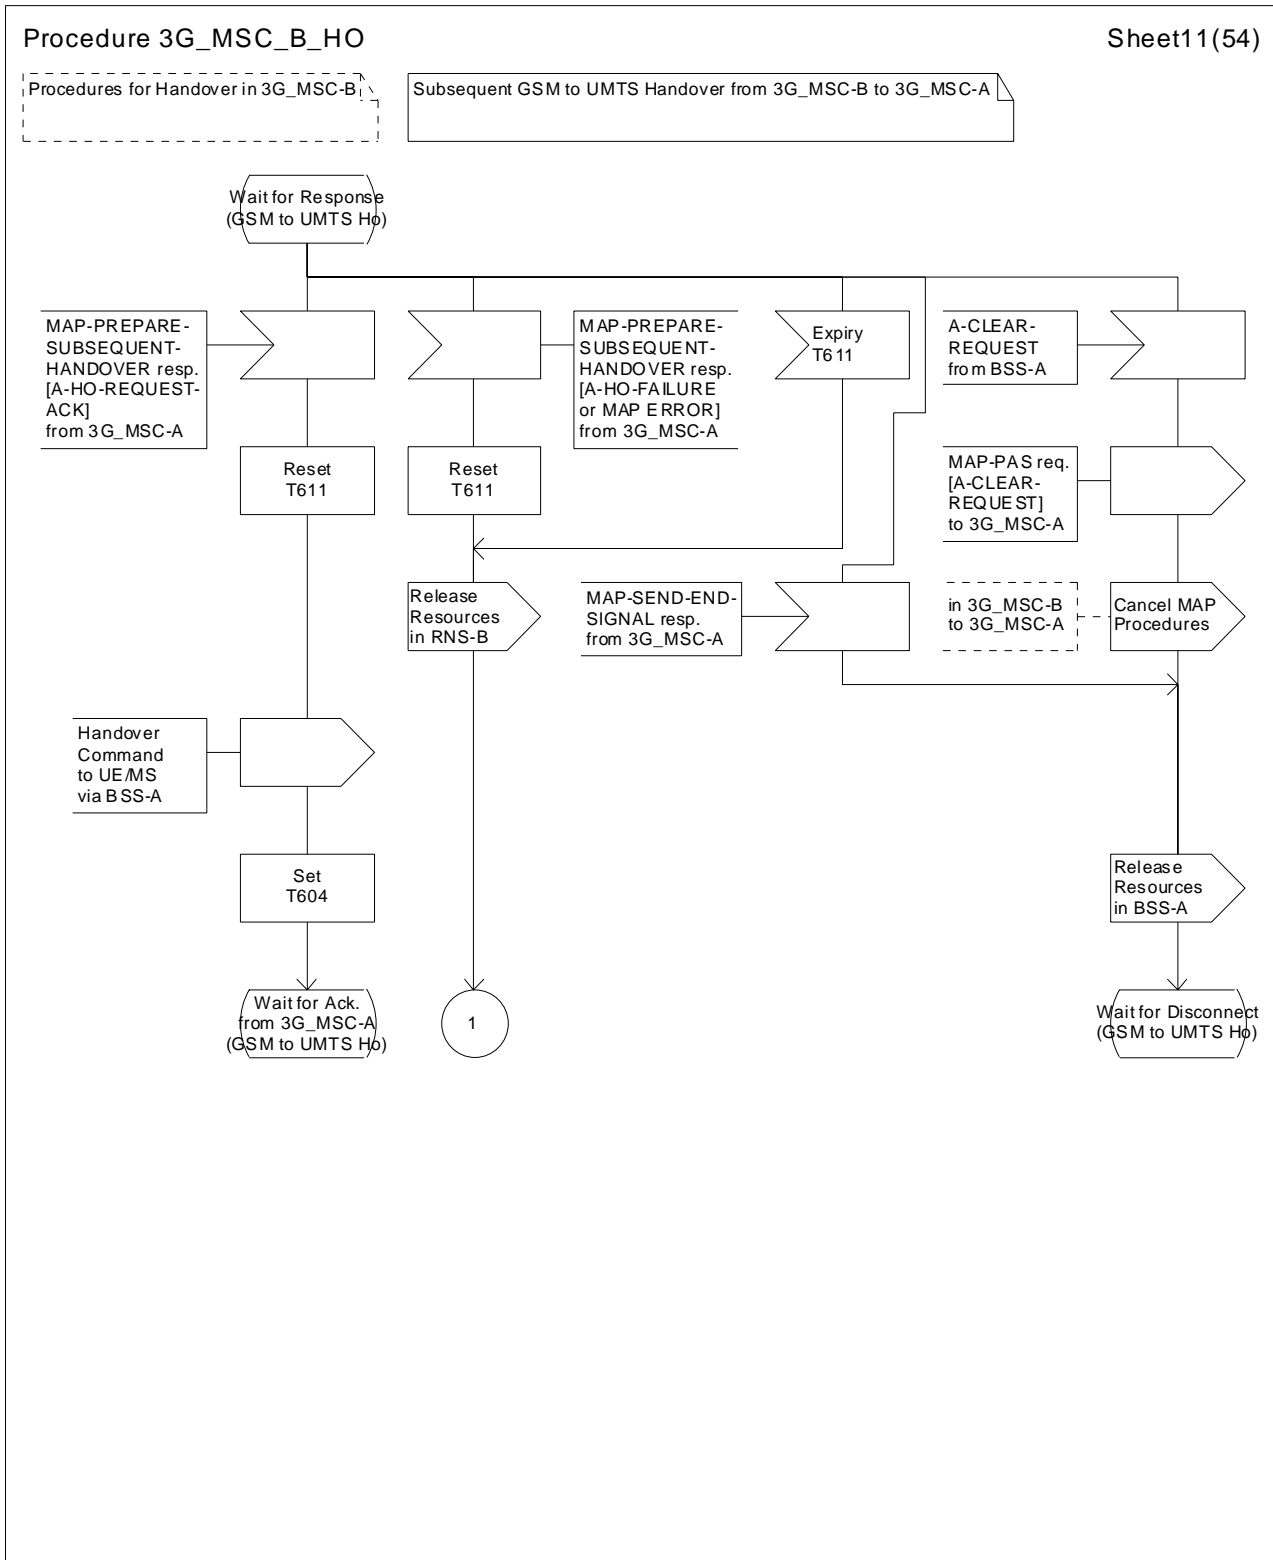 Procedure 3G_MSC_B_HO
Sheet11(54)
Procedures for Handover in 3G_MSC-B
Subsequent GSM to UMTS Handover from 3G_MSC-B to 3G_MSC-A
Wait for Response
(GSM to UMTS Ho)
MAP-PREPARE-
SUBSEQUENT-
HANDOVER resp.
[A-HO-REQUEST-
ACK]
from 3G_MSC-A
MAP-PREPARE-
SUBSEQUENT-
HANDOVER resp.
[A-HO-FAILURE
or MAP ERROR]
from 3G_MSC-A
Expiry
T611
A-CLEAR-
REQUEST
from BSS-A
Reset
T611
Reset
T611
MAP-PAS req.
[A-CLEAR-
REQUEST]
to 3G_MSC-A
Release
Resources
in RNS-B
MAP-SEND-END-
SIGNAL resp.
from 3G_MSC-A
in 3G_MSC-B
to 3G_MSC-A
Cancel MAP
Procedures
Handover
Command
to UE/MS
via BSS-A
Set
T604
Release
Resources
in BSS-A
Wait for Ack.
from 3G_MSC-A
(GSM to UMTS Ho)
1
Wait for Disconnect
(GSM to UMTS Ho)